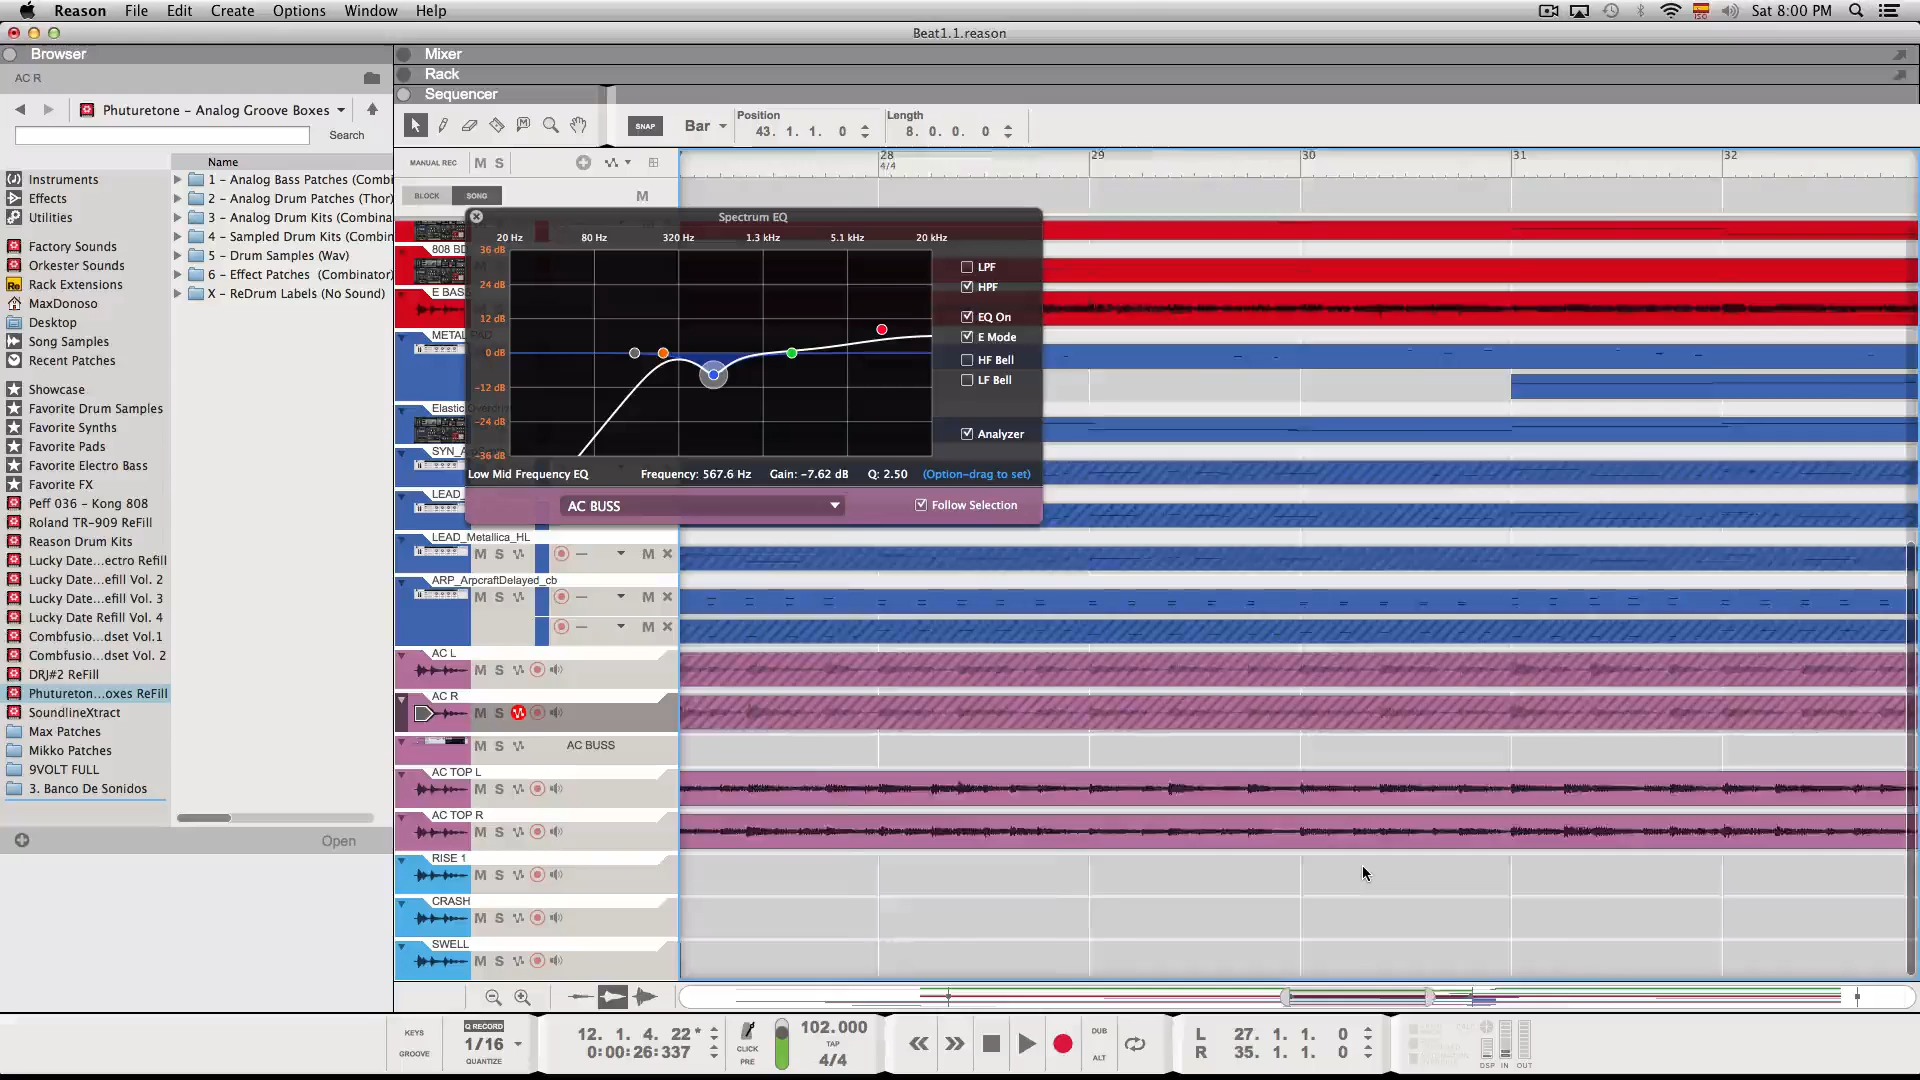 Reason File Edit Create Options Window Help Sat 8:00 PM
Beat1.1.reason
Browser
AC R
Phuturetone - Analog Groove Boxes
Search
Name
Instruments
Effects
Utilities
Factory Sounds
Orkester Sounds
Rack Extensions
MaxDonoso
Desktop
Song Samples
Recent Patches
Showcase
Favorite Drum Samples
Favorite Synths
Favorite Pads
Favorite Electro Bass
Favorite FX
Peff 036 - Kong 808
Roland TR-909 ReFill
Reason Drum Kits
Lucky Date...ectro Refill
Lucky Date...efill Vol. 2
Lucky Date...efill Vol. 3
Lucky Date Refill Vol. 4
Combfusio...dset Vol.1
Combfusio...dset Vol. 2
DRJ#2 ReFill
Phutureton...oxes ReFill
SoundlineXtract
Max Patches
Mikko Patches
9VOLT FULL
3. Banco De Sonidos
1 - Analog Bass Patches (Combi
2 - Analog Drum Patches (Thor)
3 - Analog Drum Kits (Combina
4 - Sampled Drum Kits (Combin
5 - Drum Samples (Wav)
6 - Effect Patches (Combinator)
X - ReDrum Labels (No Sound)
Open
Mixer
Rack
Sequencer
SNAP
Bar
Position
43. 1. 1. 0
Length
8. 0. 0. 0
MANUAL REC M S
BLOCK SONG M
28 29 30 31 32
4/4
Spectrum EQ
20 Hz 80 Hz 320 Hz 1.3 kHz 5.1 kHz 20 kHz
36 dB
24 dB
12 dB
0 dB
-12 dB
-24 dB
-36 dB
LPF
HPF
EQ On
E Mode
HF Bell
LF Bell
Analyzer
Low Mid Frequency EQ Frequency: 567.6 Hz Gain: -7.62 dB Q: 2.50 (Option-drag to set)
AC BUSS
Follow Selection
808 BD
E BAS
METAL
Elastic
SYN_A
LEAD_
LEAD_Metallica_HL
M S M
ARP_ArpcraftDelayed_cb
M S M
M
AC L
M S
AC R
M S
M S AC BUSS
AC TOP L
M S
AC TOP R
M S
RISE 1
M S
CRASH
M S
SWELL
M S
KEYS
GROOVE
Q RECORD
1/16
QUANTIZE
12. 1. 4. 22*
0:00:26:337
CLICK
PRE
102.000
TAP
4/4
DUB
ALT
L 27. 1. 1. 0
R 35. 1. 1. 0
DSP IN OUT